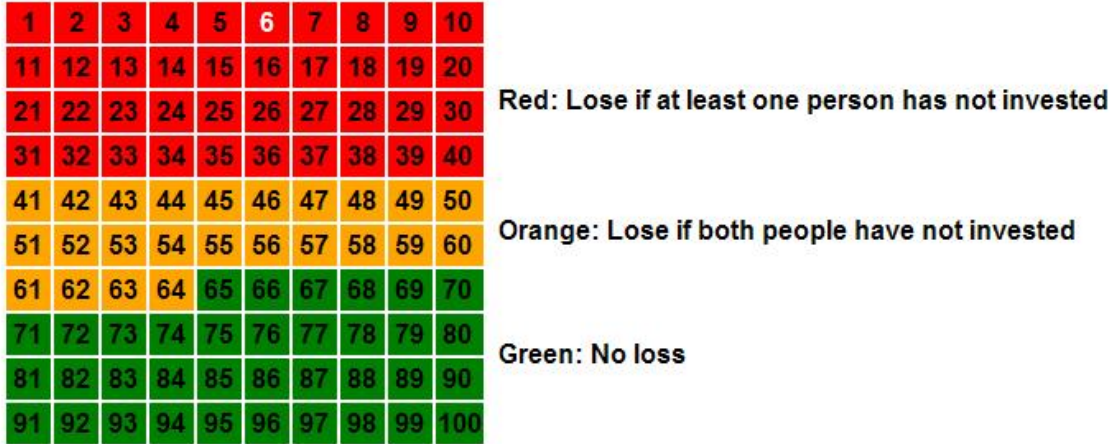 1 2 3 4 5 6 7 8 9 10
11 12 13 14 15 16 17 18 19 20
21 22 23 24 25 26 27 28 29 30
Red: Lose if at least one person has not invested
31 32 33 34 35 36 37 38 39 40
41 42 43 44 45 46 47 48 49 50
51 52 53 54 55 56 57 58 59 60
Orange: Lose if both people have not invested
61 62 63 64 65 66 67 68 69 70
71 72 73 74 75 76 77 78 79 80
Green: No loss
81 82 83 84 85 86 87 88 89 90
91 92 93 94 95 96 97 98 99 100